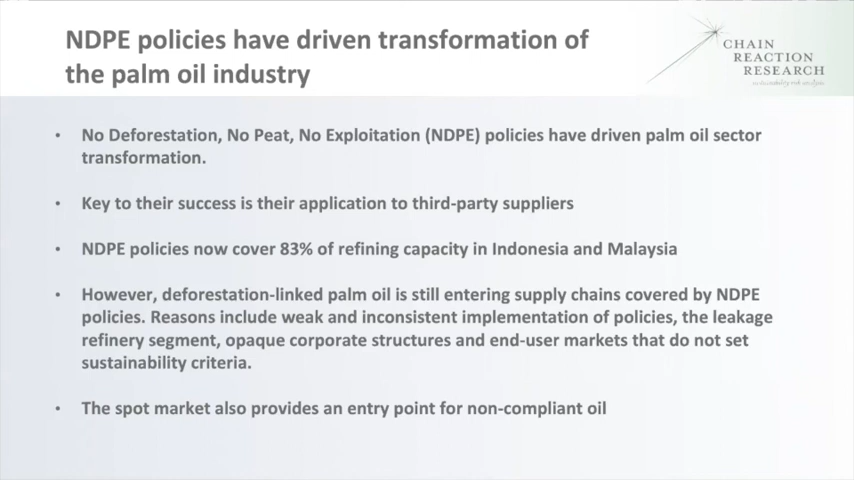 NDPE policies have driven transformation of
the palm oil industry
CHAIN
REACTION
RESEARCH
sustainability risk analysis
• No Deforestation, No Peat, No Exploitation (NDPE) policies have driven palm oil sector
transformation.
• Key to their success is their application to third-party suppliers
• NDPE policies now cover 83% of refining capacity in Indonesia and Malaysia
• However, deforestation-linked palm oil is still entering supply chains covered by NDPE
policies. Reasons include weak and inconsistent implementation of policies, the leakage
refinery segment, opaque corporate structures and end-user markets that do not set
sustainability criteria.
• The spot market also provides an entry point for non-compliant oil